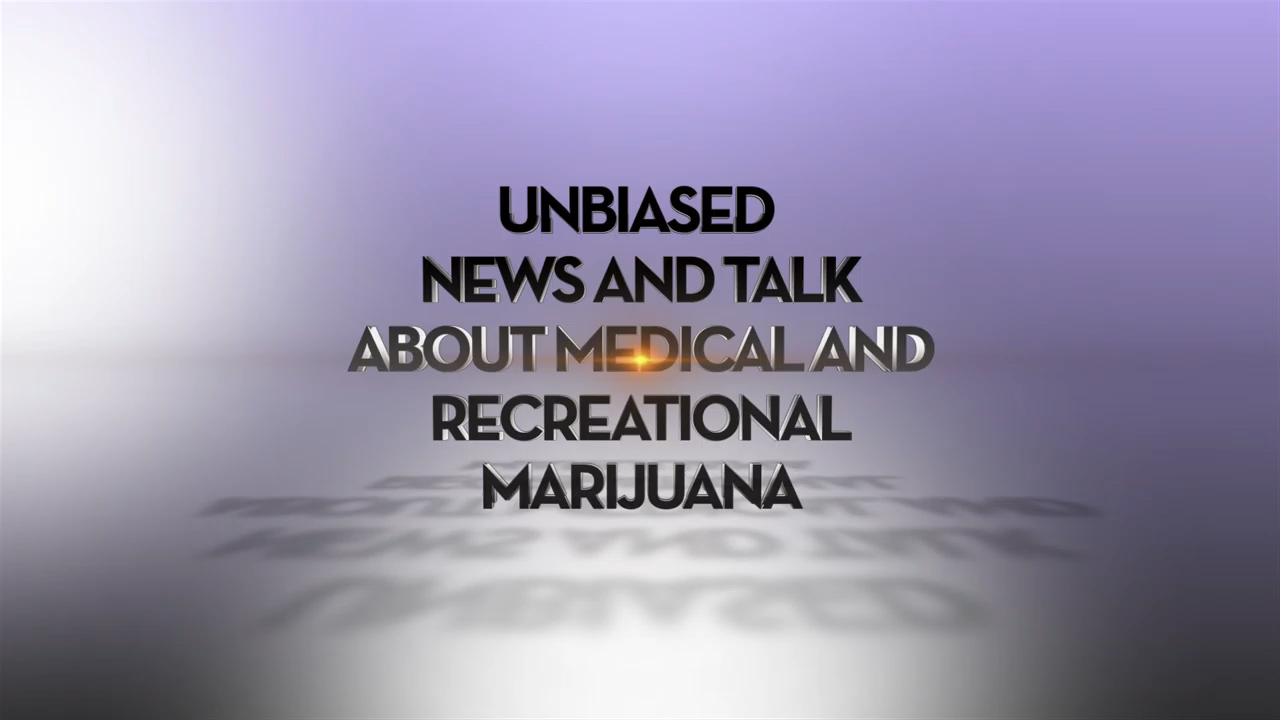 UNBIASED
NEWS AND TALK
ABOUT MEDICAL AND
RECREATIONAL
MARIJUANA